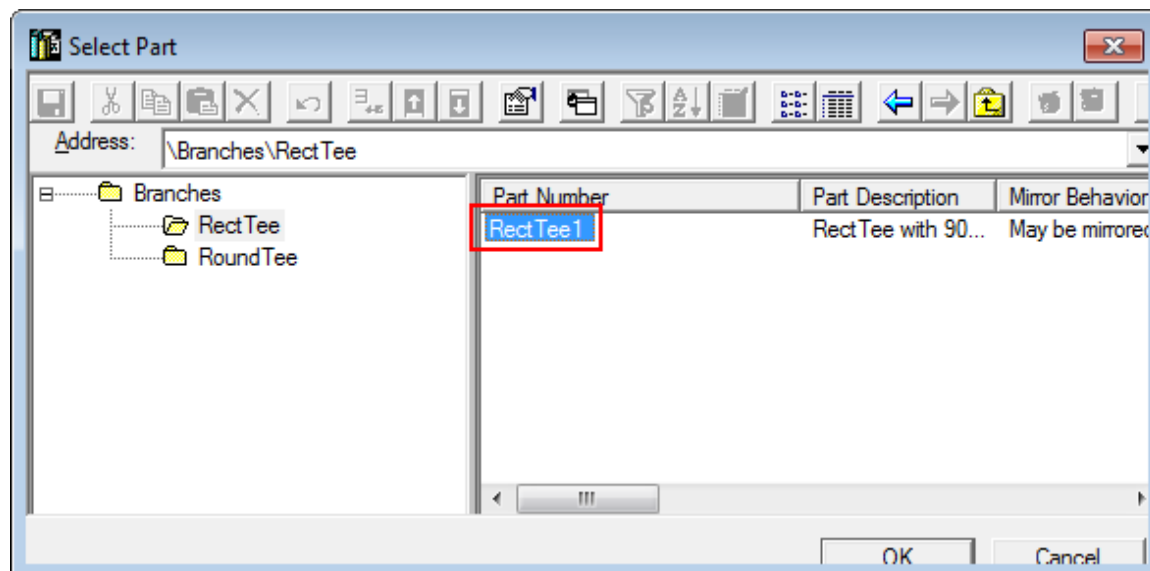 Select Part
Address: \Branches\RectTee
Branches
RectTee
RoundTee
Part Number Part Description Mirror Behavior
RectTee1 RectTee with 90... May be mirrored
OK Cancel